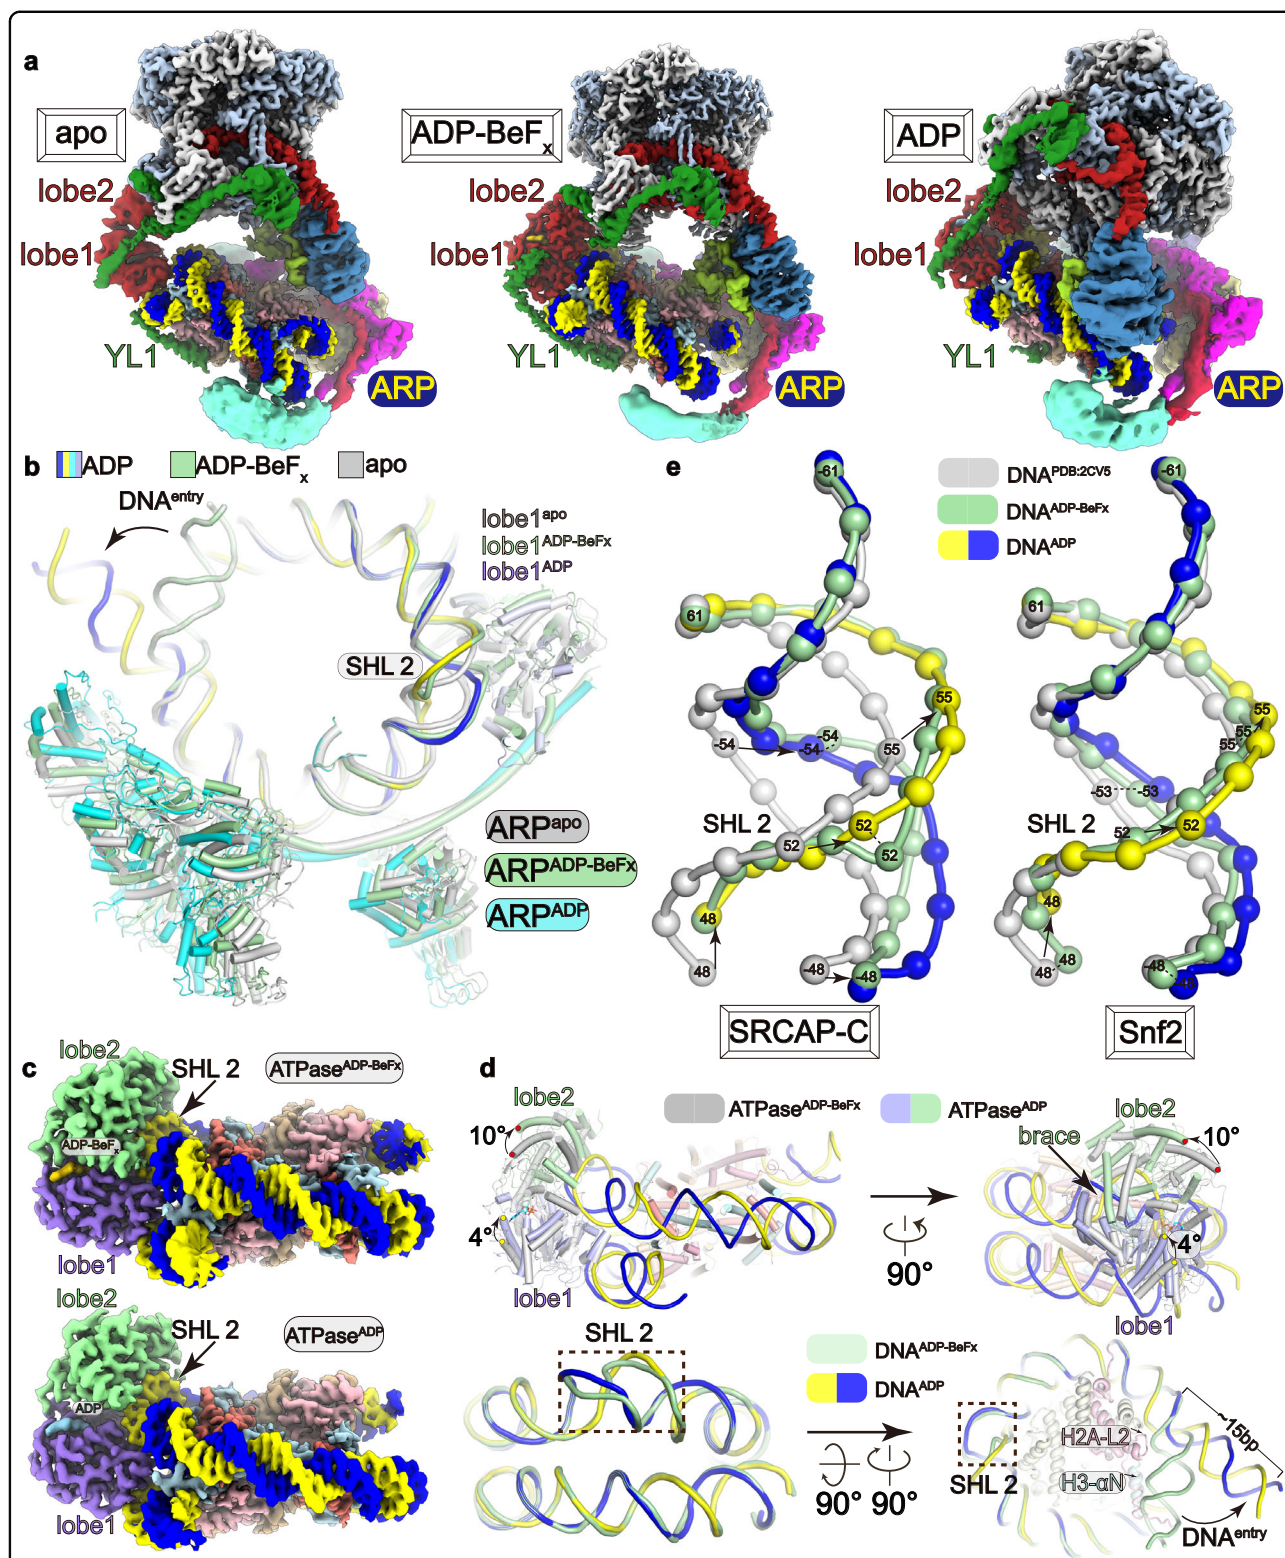 a
apo
ADP-BeFx
ADP
lobe2
lobe1
YL1
ARP
lobe2
lobe1
YL1
ARP
lobe2
lobe1
YL1
ARP
b
ADP
ADP-BeFx
apo
DNAentry
lobe1apo
lobe1ADP-BeFx
lobe1ADP
SHL 2
ARPapo
ARPADP-BeFx
ARPADP
e
DNAPDB:2CV5
DNAADP-BeFx
DNAADP
-61
61
55
-54
-54
-54
55
SHL 2
52
52
52
48
48
-48
-48
SRCAP-C
-61
61
55
55
55
-53
-53
SHL 2
52
52
48
48
48
-48
-48
Snf2
c
lobe2
SHL 2
ATPaseADP-BeFx
ADP-BeFx
lobe1
lobe2
SHL 2
ATPaseADP
ADP
lobe1
d
lobe2
ATPaseADP-BeFx
ATPaseADP
10°
4°
lobe1
90°
lobe2
brace
10°
4°
lobe1
SHL 2
DNAADP-BeFx
DNAADP
90°
90°
H2A-L2
H3-αN
SHL 2
~15bp
DNAentry